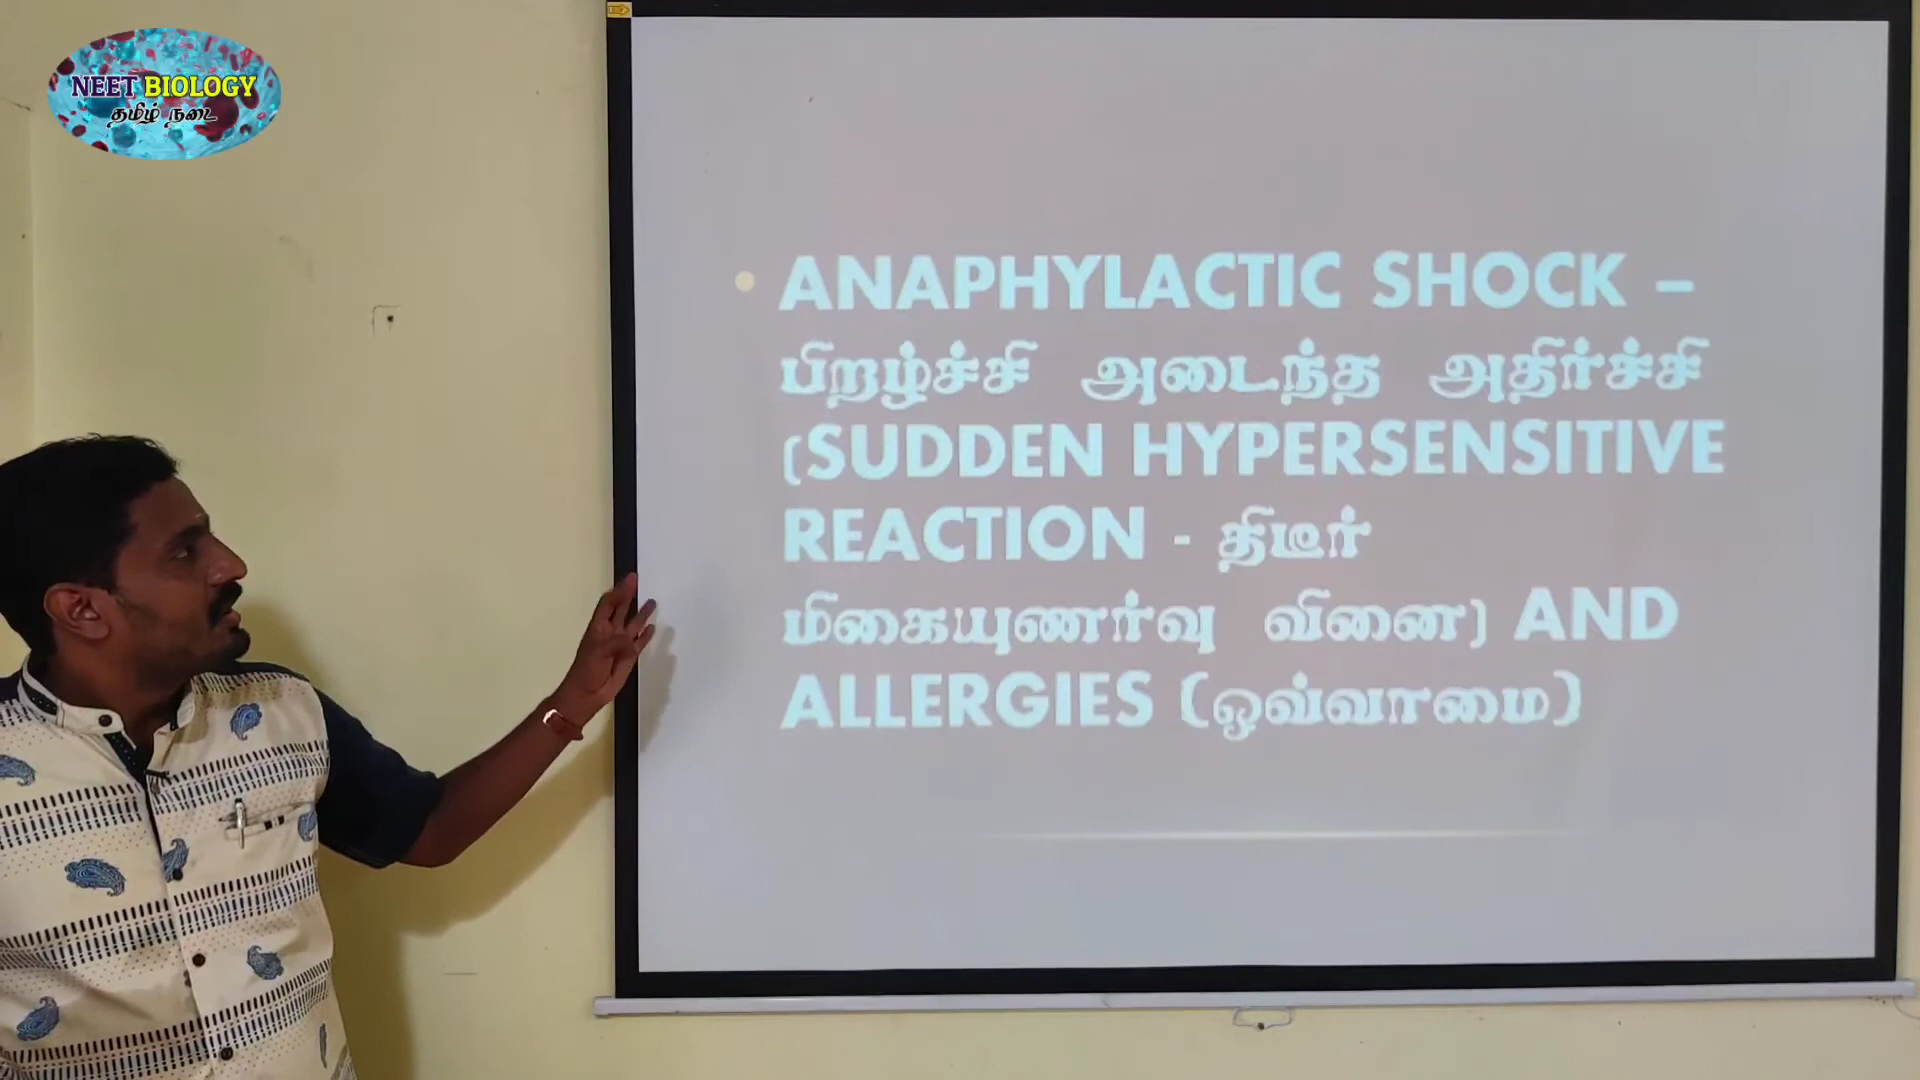 NEET BIOLOGY
தமிழ் நடை
• ANAPHYLACTIC SHOCK –
பிறழ்ச்சி அடைந்த அதிர்ச்சி
(SUDDEN HYPERSENSITIVE
REACTION - திடீர்
மிகையுணர்வு வினை) AND
ALLERGIES (ஒவ்வாமை)